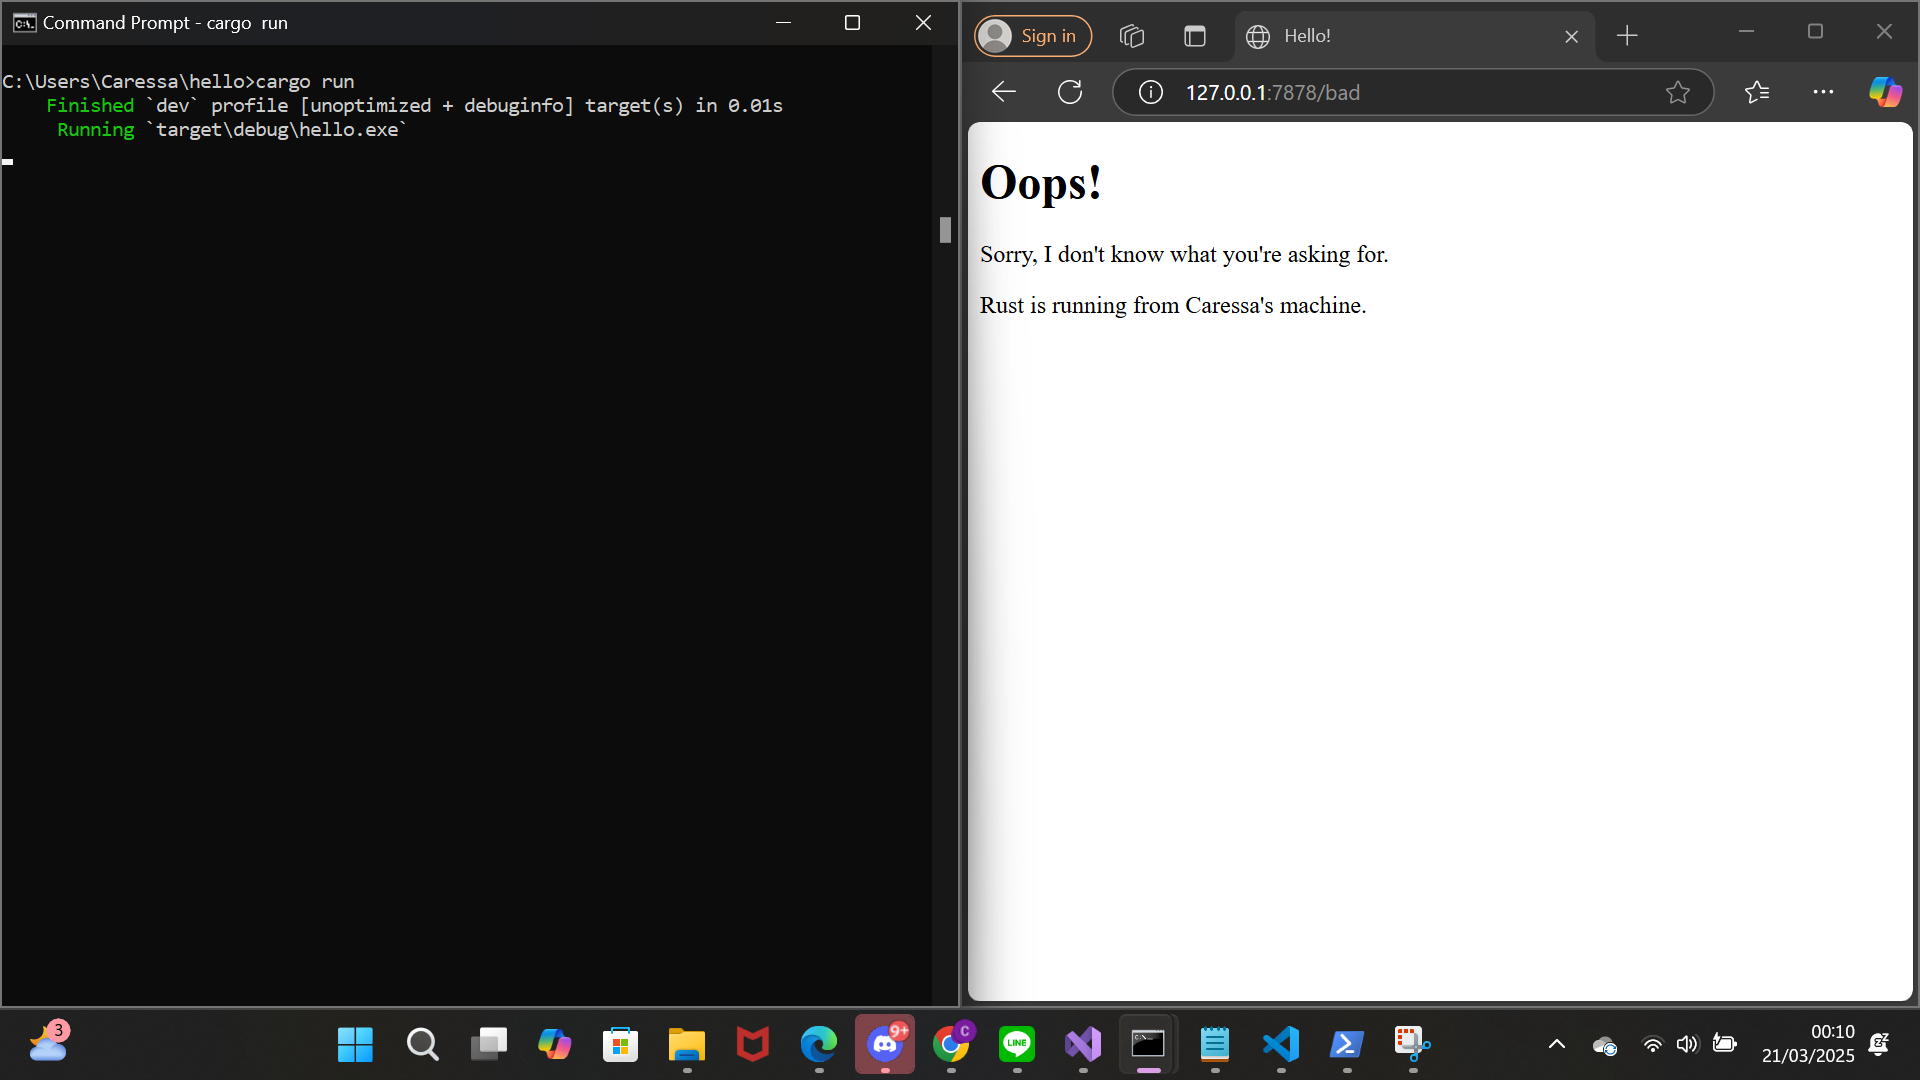 Command Prompt - cargo  run
C:\Users\Caressa\hello>cargo run
Finished `dev` profile [unoptimized + debuginfo] target(s) in 0.01s
Running `target\debug\hello.exe`
Sign in
Hello!
127.0.0.1:7878/bad
Oops!
Sorry, I don't know what you're asking for.
Rust is running from Caressa's machine.
3
9+
C
LINE
00:10
21/03/2025